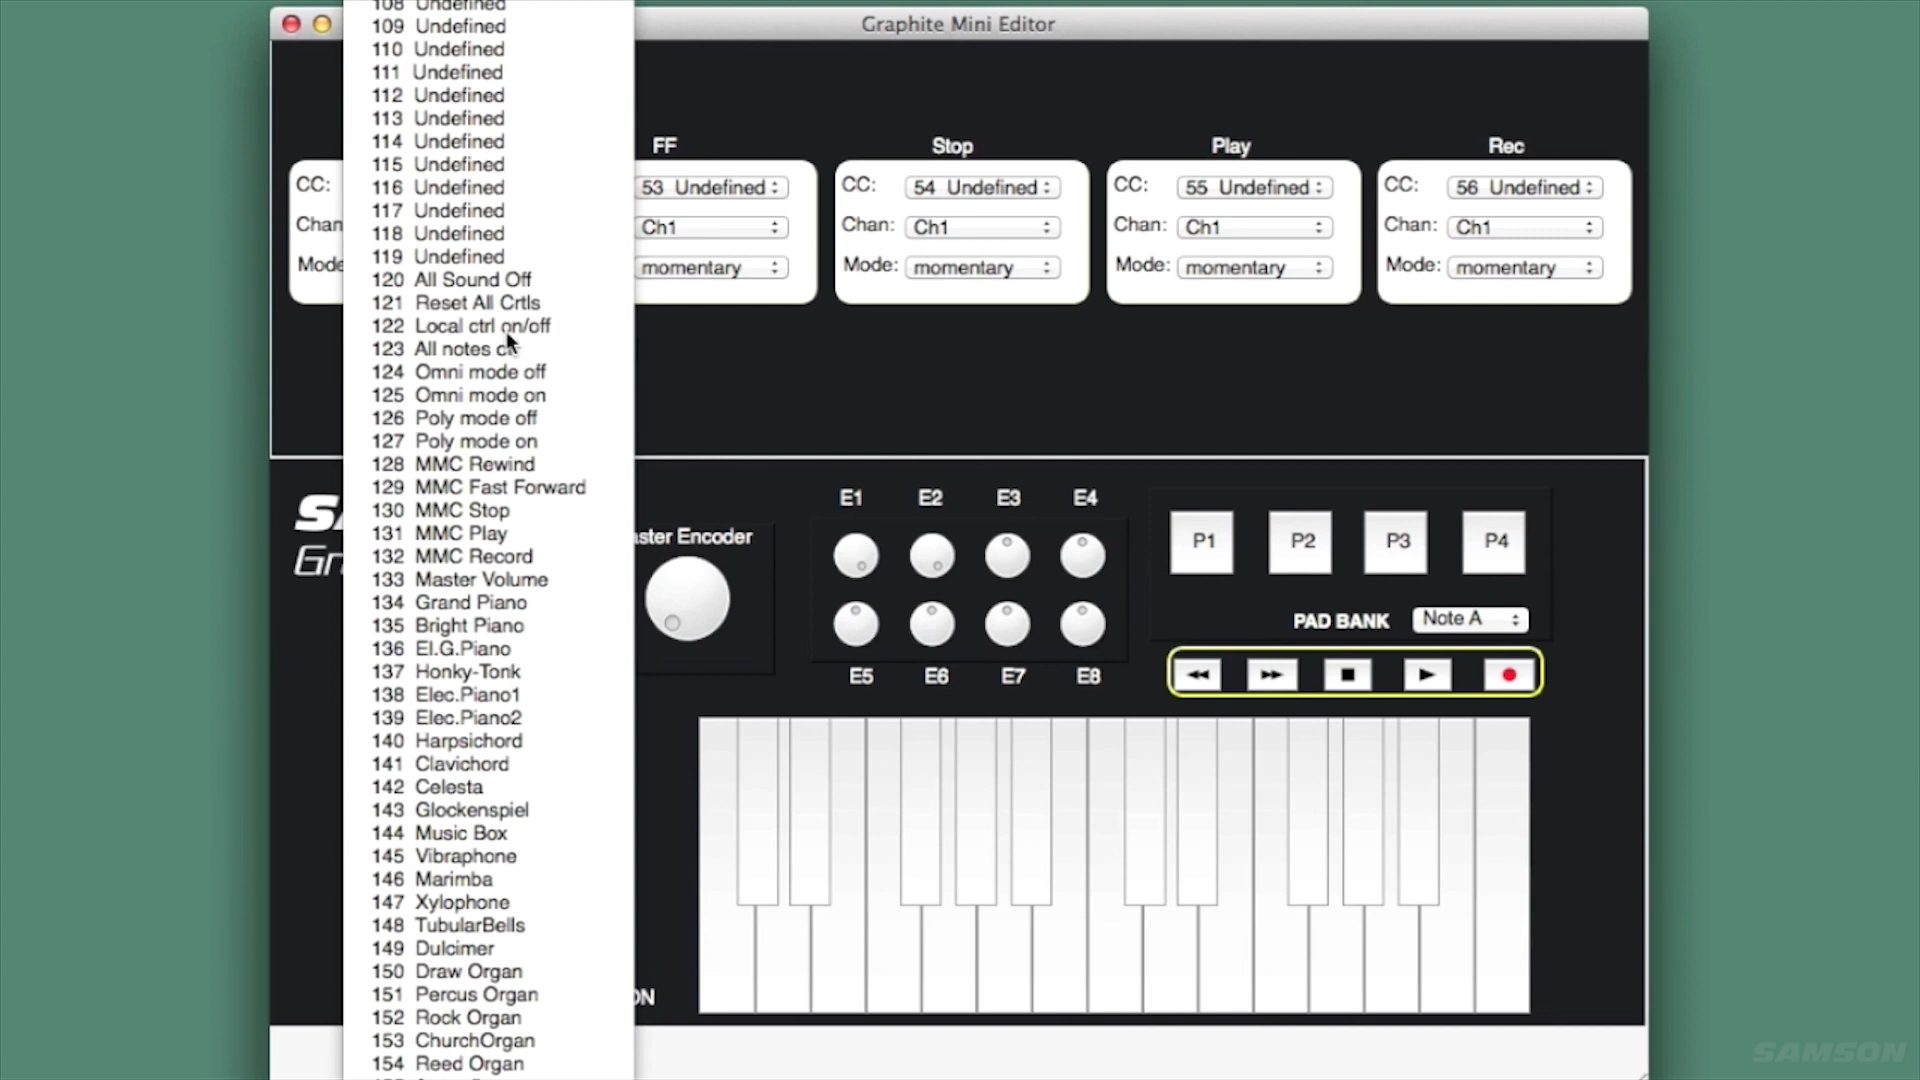 Graphite Mini Editor
108 Undefined
109 Undefined
110 Undefined
111 Undefined
112 Undefined
113 Undefined
114 Undefined
115 Undefined
116 Undefined
117 Undefined
118 Undefined
119 Undefined
120 All Sound Off
121 Reset All Crtls
122 Local ctrl on/off
123 All notes
124 Omni mode off
125 Omni mode on
126 Poly mode off
127 Poly mode on
128 MMC Rewind
129 MMC Fast Forward
130 MMC Stop
131 MMC Play
132 MMC Record
133 Master Volume
134 Grand Piano
135 Bright Piano
136 El.G.Piano
137 Honky-Tonk
138 Elec.Piano1
139 Elec.Piano2
140 Harpsichord
141 Clavichord
142 Celesta
143 Glockenspiel
144 Music Box
145 Vibraphone
146 Marimba
147 Xylophone
148 TubularBells
149 Dulcimer
150 Draw Organ
151 Percus Organ
152 Rock Organ
153 ChurchOrgan
154 Reed Organ
CC:
Chan
Mode
FF
53 Undefined
Ch1
momentary
Stop
CC: 54 Undefined
Chan: Ch1
Mode: momentary
Play
CC: 55 Undefined
Chan: Ch1
Mode: momentary
Rec
CC: 56 Undefined
Chan: Ch1
Mode: momentary
aster Encoder
E1 E2 E3 E4
E5 E6 E7 E8
P1 P2 P3 P4
PAD BANK Note A
ON
SAMSON